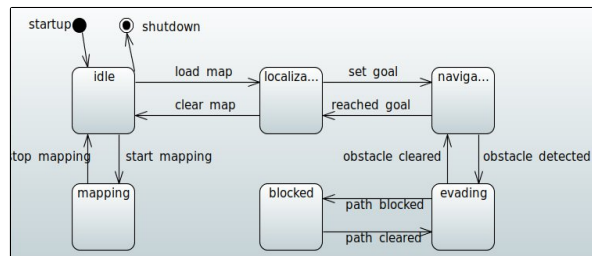 startup
shutdown
idle
load map
localiza...
set goal
naviga...
clear map
reached goal
top mapping
start mapping
obstacle cleared
obstacle detected
mapping
blocked
path blocked
evading
path cleared